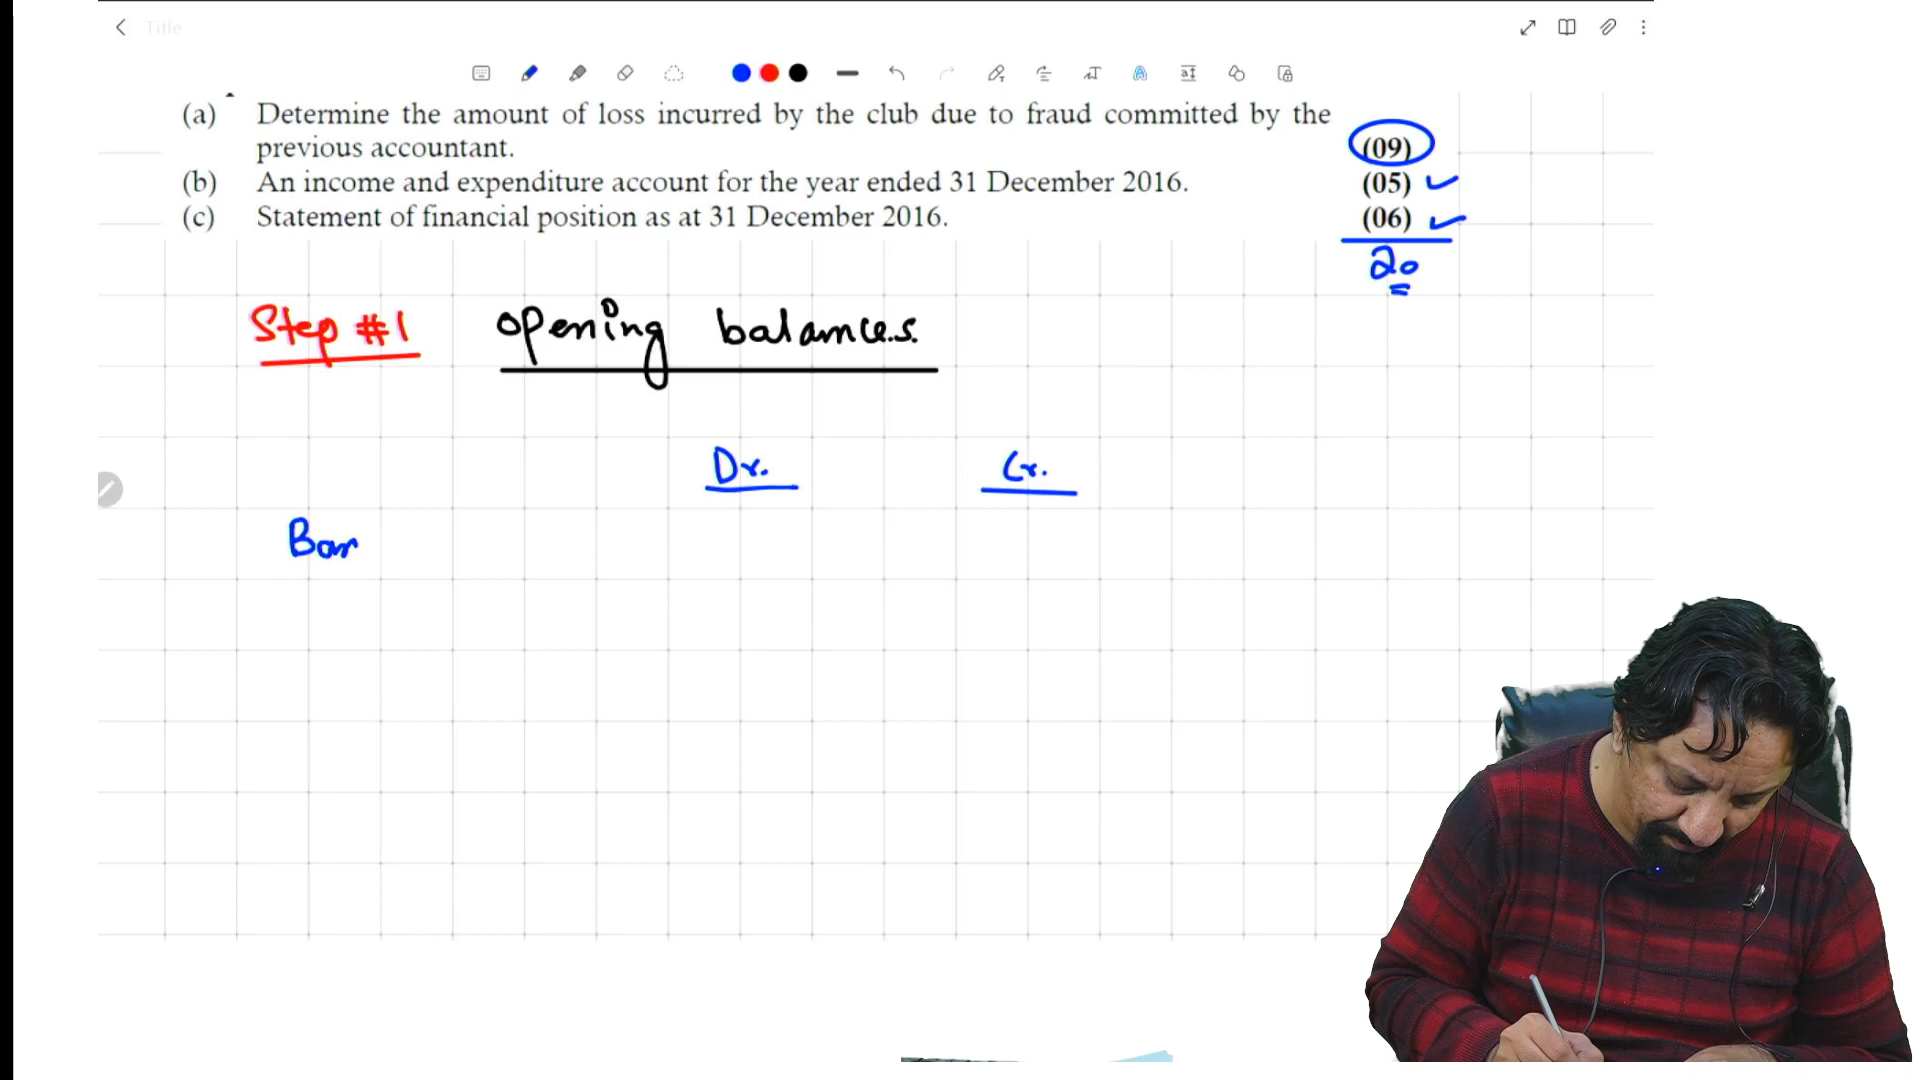 Title
(a) Determine the amount of loss incurred by the club due to fraud committed by the
previous accountant. (09)
(b) An income and expenditure account for the year ended 31 December 2016. (05)
(c) Statement of financial position as at 31 December 2016. (06)
20
Step #1 opening balances.
Dr. Cr.
Ban